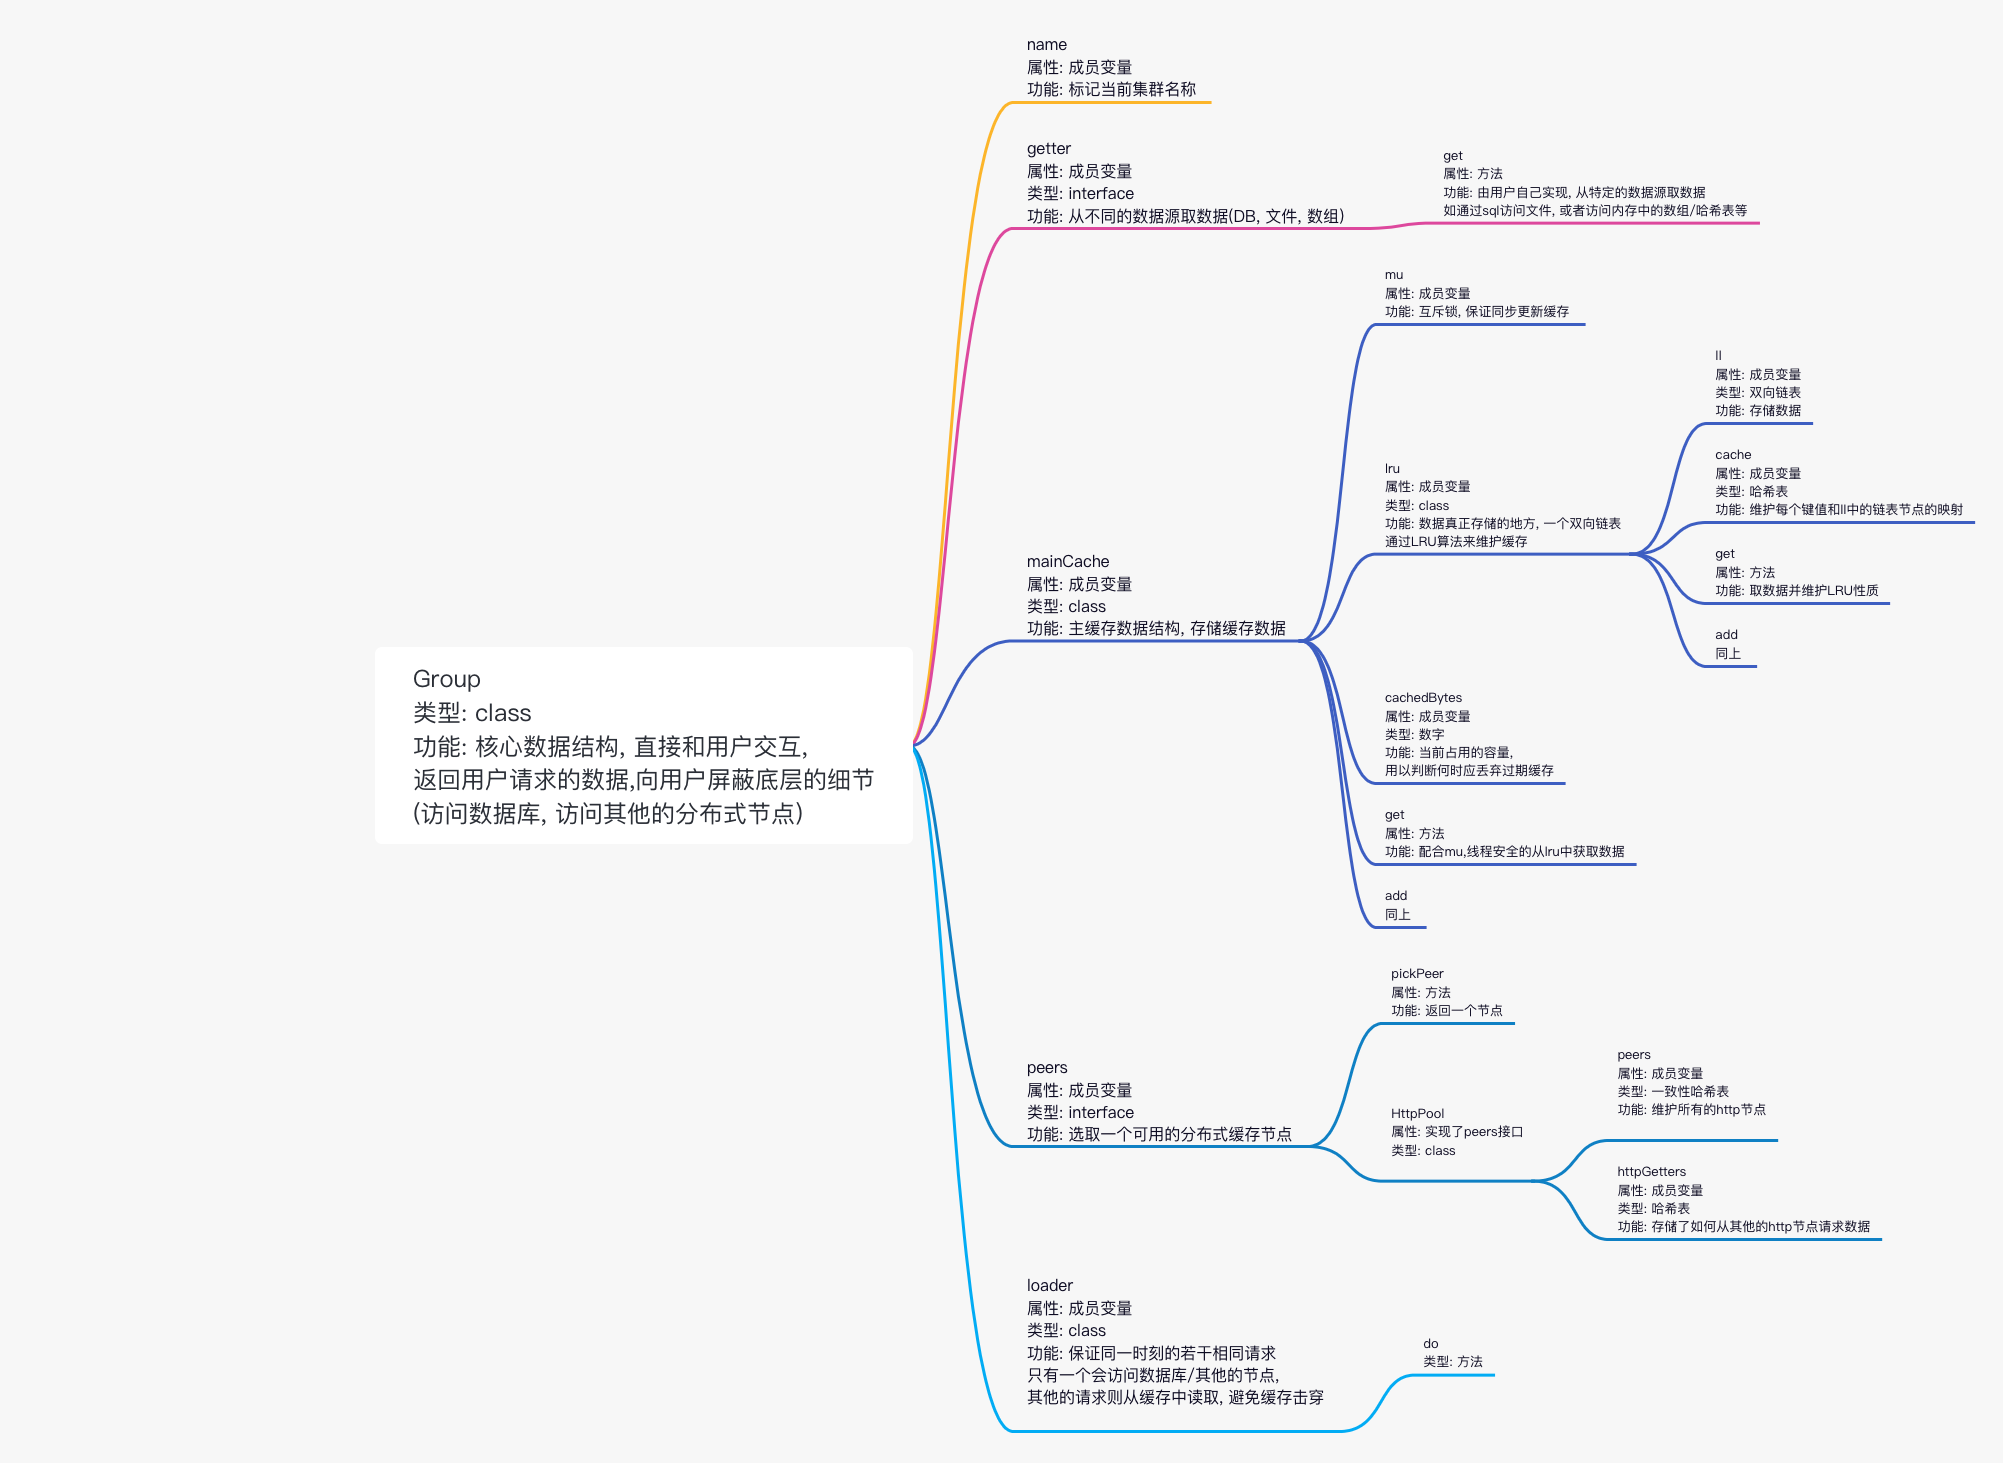 Group
类型: class
功能: 核心数据结构, 直接和用户交互,
返回用户请求的数据,向用户屏蔽底层的细节
(访问数据库, 访问其他的分布式节点)
name
属性: 成员变量
功能: 标记当前集群名称
getter
属性: 成员变量
类型: interface
功能: 从不同的数据源取数据(DB, 文件, 数组)
get
属性: 方法
功能: 由用户自己实现, 从特定的数据源取数据
如通过sql访问文件, 或者访问内存中的数组/哈希表等
mainCache
属性: 成员变量
类型: class
功能: 主缓存数据结构, 存储缓存数据
mu
属性: 成员变量
功能: 互斥锁, 保证同步更新缓存
lru
属性: 成员变量
类型: class
功能: 数据真正存储的地方, 一个双向链表
通过LRU算法来维护缓存
ll
属性: 成员变量
类型: 双向链表
功能: 存储数据
cache
属性: 成员变量
类型: 哈希表
功能: 维护每个键值和ll中的链表节点的映射
get
属性: 方法
功能: 取数据并维护LRU性质
add
同上
cachedBytes
属性: 成员变量
类型: 数字
功能: 当前占用的容量,
用以判断何时应丢弃过期缓存
get
属性: 方法
功能: 配合mu,线程安全的从lru中获取数据
add
同上
peers
属性: 成员变量
类型: interface
功能: 选取一个可用的分布式缓存节点
pickPeer
属性: 方法
功能: 返回一个节点
HttpPool
属性: 实现了peers接口
类型: class
peers
属性: 成员变量
类型: 一致性哈希表
功能: 维护所有的http节点
httpGetters
属性: 成员变量
类型: 哈希表
功能: 存储了如何从其他的http节点请求数据
loader
属性: 成员变量
类型: class
功能: 保证同一时刻的若干相同请求
只有一个会访问数据库/其他的节点,
其他的请求则从缓存中读取, 避免缓存击穿
do
类型: 方法